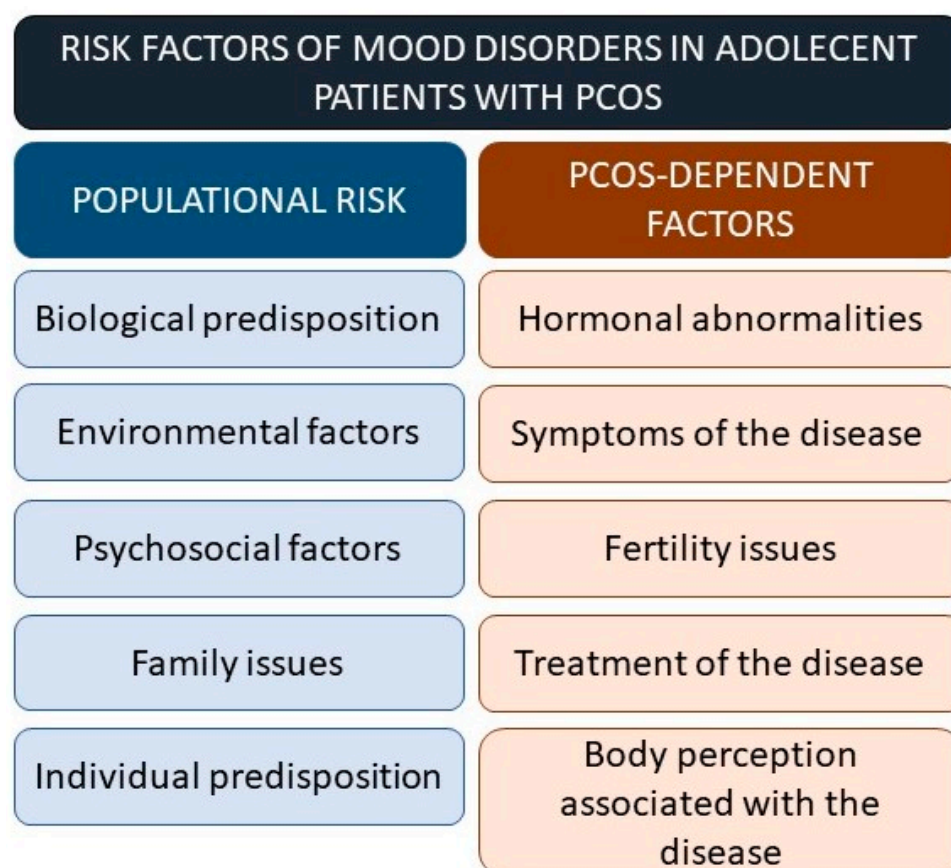 RISK FACTORS OF MOOD DISORDERS IN ADOLECENT
PATIENTS WITH PCOS
POPULATIONAL RISK
Biological predisposition
Environmental factors
Psychosocial factors
Family issues
Individual predisposition
PCOS-DEPENDENT
FACTORS
Hormonal abnormalities
Symptoms of the disease
Fertility issues
Treatment of the disease
Body perception
associated with the
disease